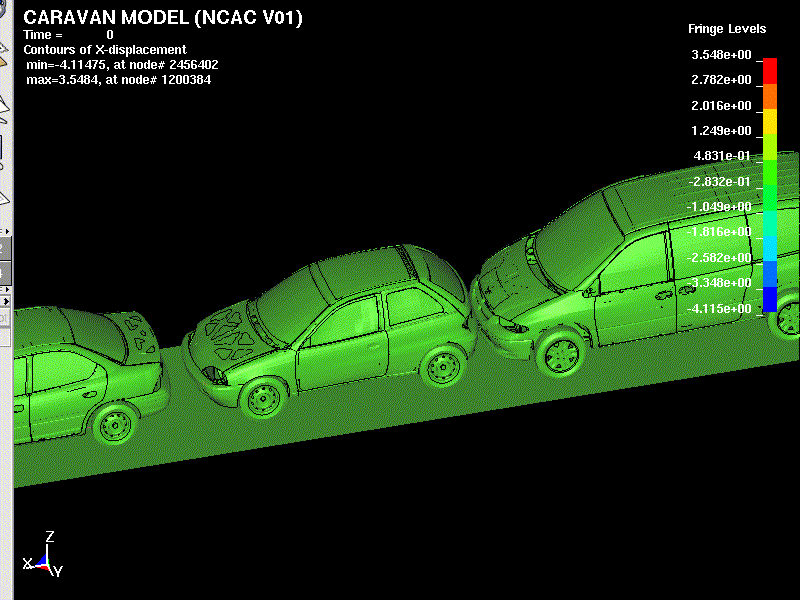 CARAVAN MODEL (NCAC V01)
Time = 0
Contours of X-displacement
min=-4.11475, at node# 2456402
max=3.5484, at node# 1200384
Fringe Levels
3.548e+00
2.782e+00
2.016e+00
1.249e+00
4.831e-01
-2.832e-01
-1.049e+00
-1.816e+00
-2.582e+00
3.348e+00
-4.115e+00
Z
X
Y